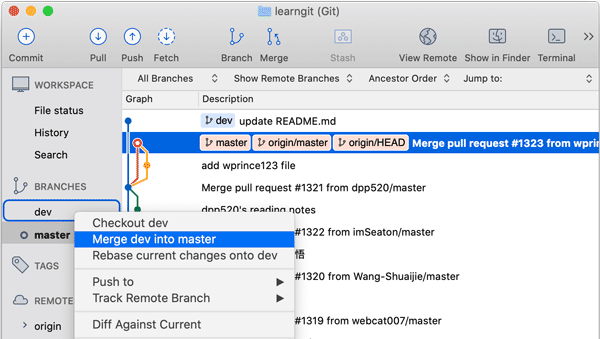 learngit (Git)
Commit Pull Push Fetch Branch Merge Stash View Remote Show in Finder Terminal
WORKSPACE
File status
History
Search
BRANCHES
dev
master
TAGS
REMOTE
origin
All Branches Show Remote Branches Ancestor Order Jump to:
Graph Description
dev update README.md
master origin/master origin/HEAD Merge pull request #1323 from wprin
add wprince123 file
Merge pull request #1321 from dpp520/master
dpp520's reading notes
#1322 from imSeaton/master
悟
#1320 from Wang-Shuaijie/master
#1319 from webcat007/master
Checkout dev
Merge dev into master
Rebase current changes onto dev
Push to
Track Remote Branch
Diff Against Current